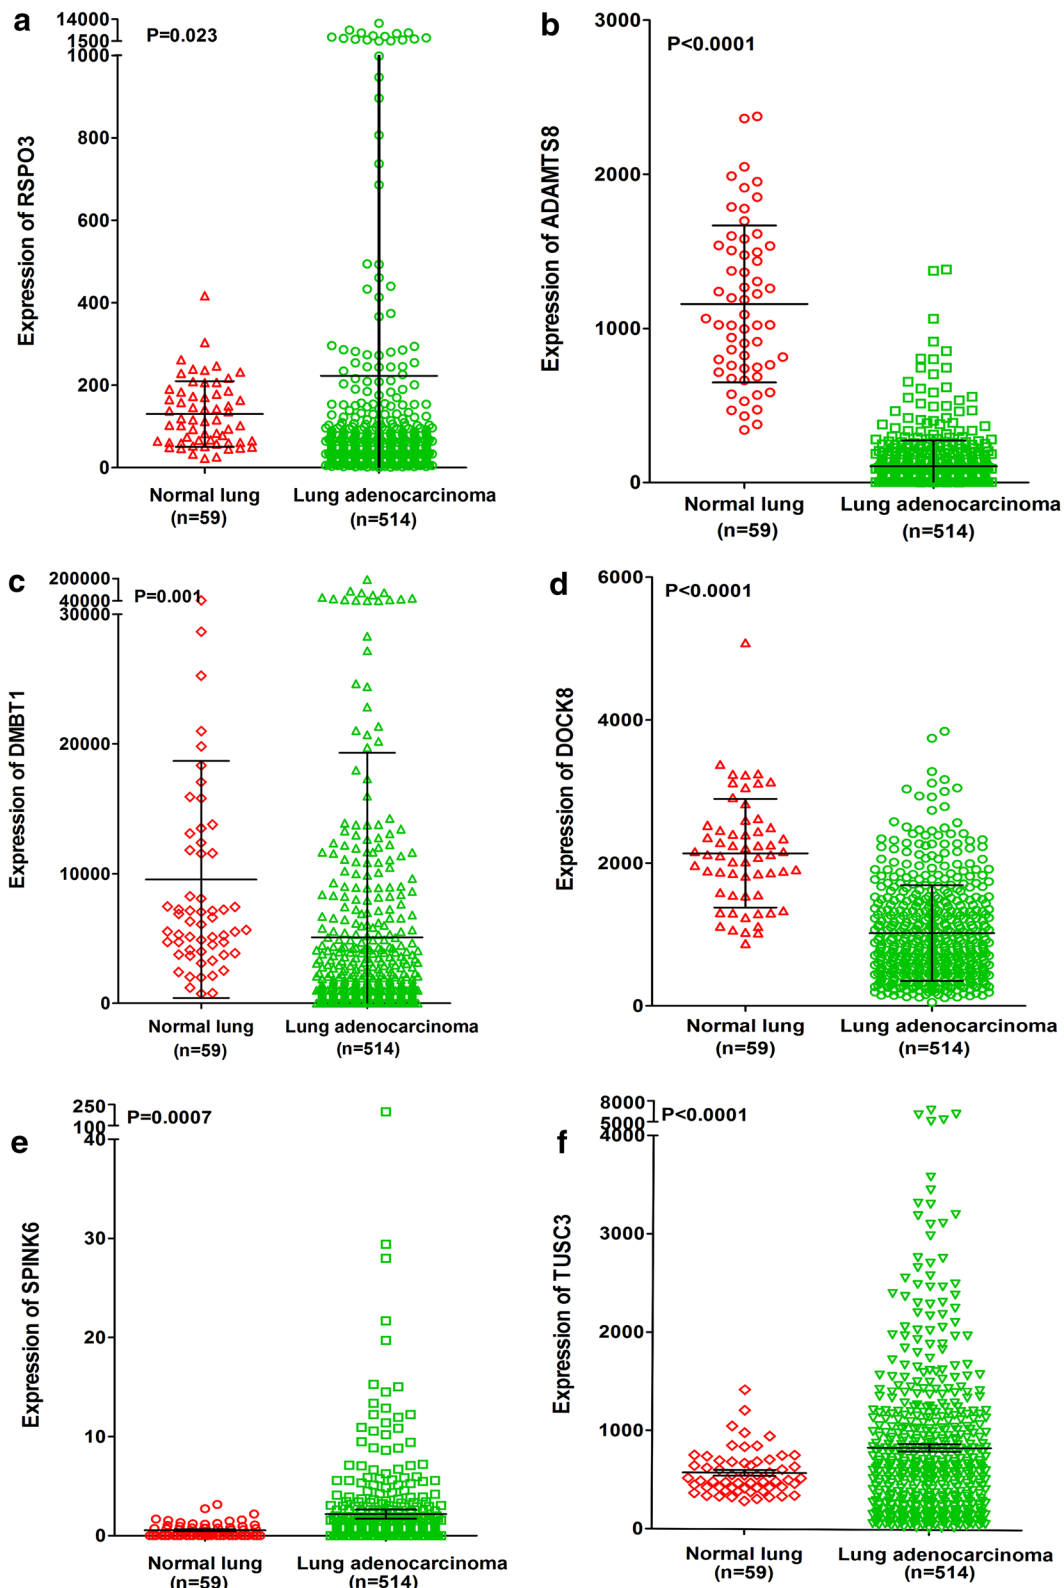 a
14000
1500
1000
800
600
400
200
0
P=0.023
Expression of RSPO3
Normal lung
(n=59)
Lung adenocarcinoma
(n=514)
b
3000
2000
1000
0
P<0.0001
Expression of ADAMTS8
Normal lung
(n=59)
Lung adenocarcinoma
(n=514)
c
200000
40000
30000
20000
10000
0
P=0.001
Expression of DMBT1
Normal lung
(n=59)
Lung adenocarcinoma
(n=514)
d
6000
4000
2000
0
P<0.0001
Expression of DOCK8
Normal lung
(n=59)
Lung adenocarcinoma
(n=514)
e
250
100
40
30
20
10
0
P=0.0007
Expression of SPINK6
Normal lung
(n=59)
Lung adenocarcinoma
(n=514)
f
8000
5000
4000
3000
2000
1000
0
P<0.0001
Expression of TUSC3
Normal lung
(n=59)
Lung adenocarcinoma
(n=514)